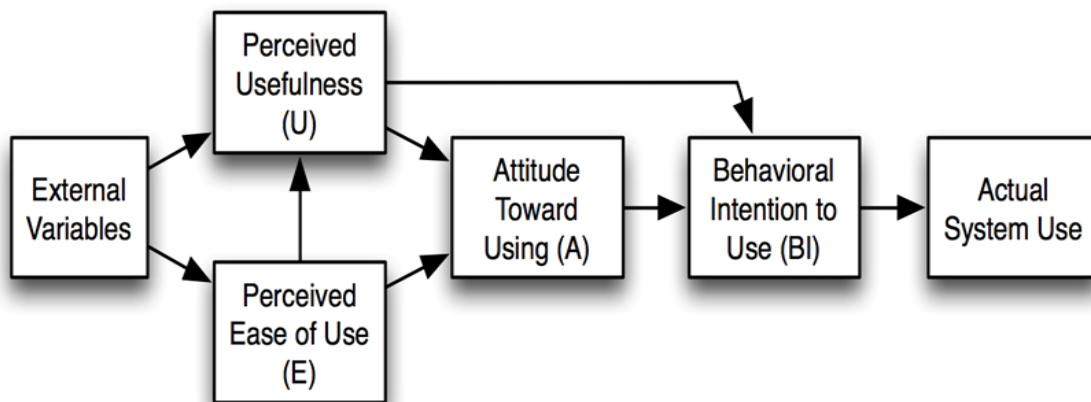 External
Variables
Perceived
Usefulness
(U)
Perceived
Ease of Use
(E)
Attitude
Toward
Using (A)
Behavioral
Intention to
Use (BI)
Actual
System Use